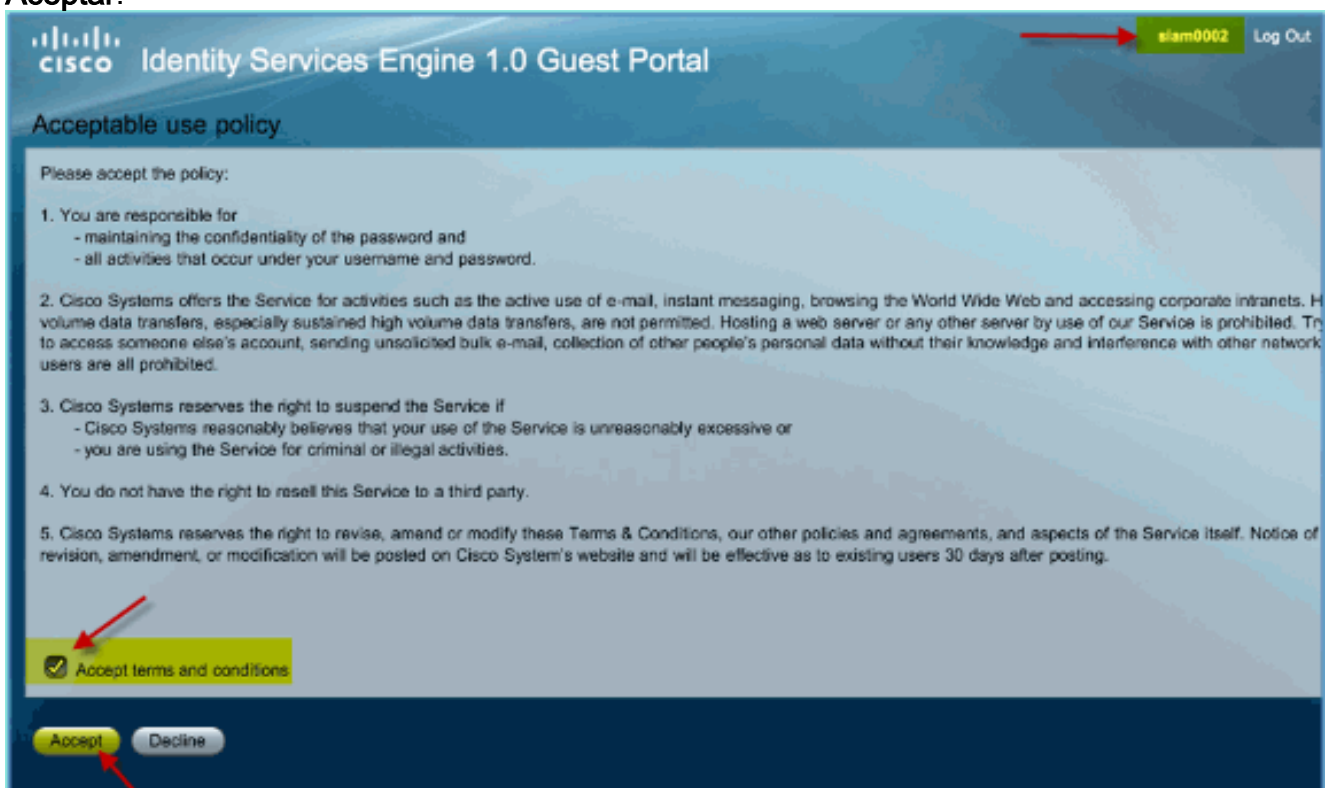 Aceptar.
CISCO Identity Services Engine 1.0 Guest Portal
slam0002 Log Out
Acceptable use policy
Please accept the policy:
1. You are responsible for
- maintaining the confidentiality of the password and
- all activities that occur under your username and password.
2. Cisco Systems offers the Service for activities such as the active use of e-mail, instant messaging, browsing the World Wide Web and accessing corporate intranets. H
volume data transfers, especially sustained high volume data transfers, are not permitted. Hosting a web server or any other server by use of our Service is prohibited. Try
to access someone else's account, sending unsolicited bulk e-mail, collection of other people's personal data without their knowledge and interference with other network
users are all prohibited.
3. Cisco Systems reserves the right to suspend the Service if
- Cisco Systems reasonably believes that your use of the Service is unreasonably excessive or
- you are using the Service for criminal or illegal activities.
4. You do not have the right to resell this Service to a third party.
5. Cisco Systems reserves the right to revise, amend or modify these Terms & Conditions, our other policies and agreements, and aspects of the Service itself. Notice of
revision, amendment, or modification will be posted on Cisco System's website and will be effective as to existing users 30 days after posting.
Accept terms and conditions
Accept Decline